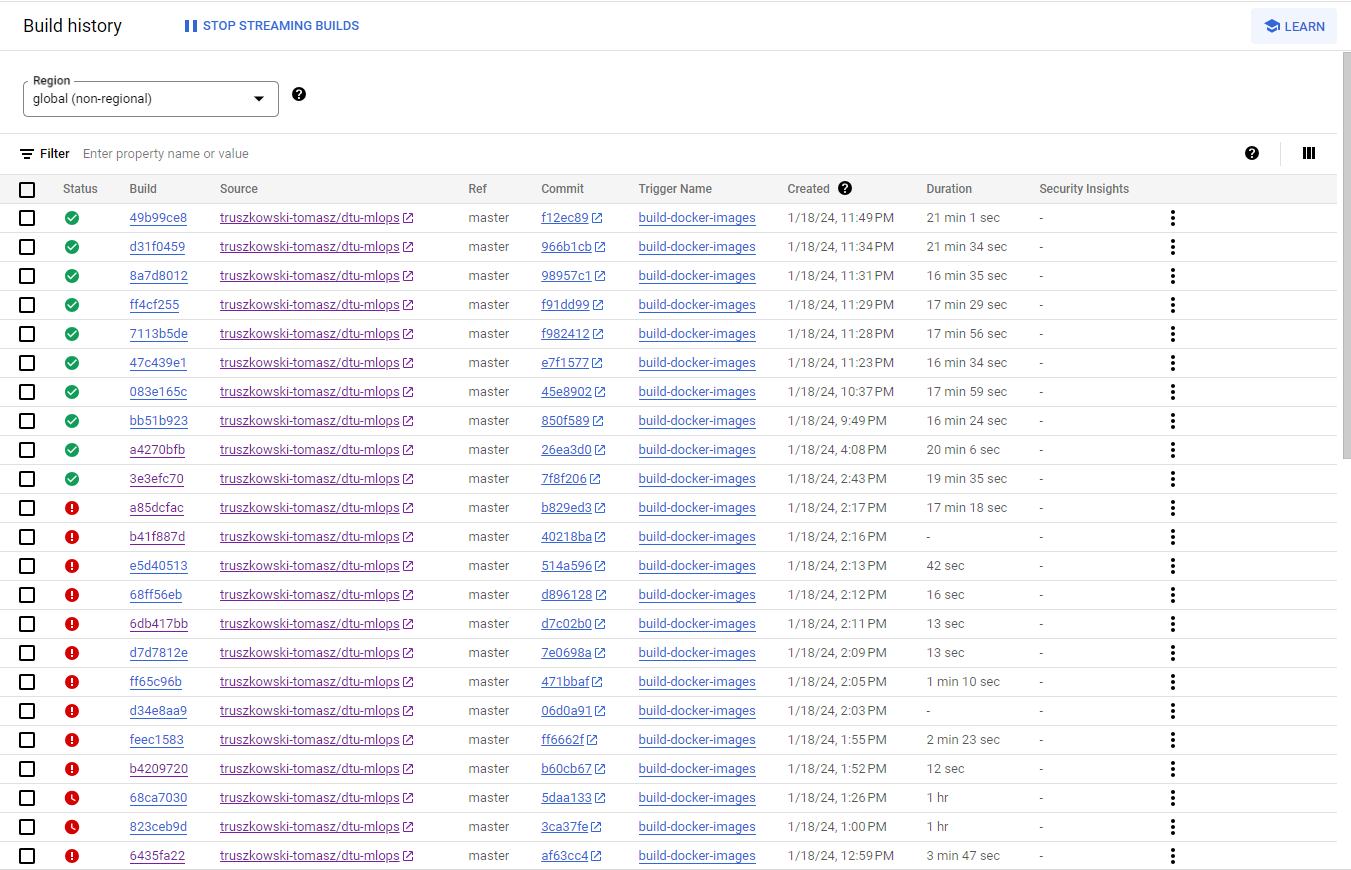 Build history STOP STREAMING BUILDS LEARN
Region
global (non-regional)
Filter Enter property name or value
Status Build Source Ref Commit Trigger Name Created Duration Security Insights
49b99ce8 truszkowski-tomasz/dtu-mlops master f12ec89 build-docker-images 1/18/24, 11:49 PM 21 min 1 sec -
d31f0459 truszkowski-tomasz/dtu-mlops master 966b1cb build-docker-images 1/18/24, 11:34 PM 21 min 34 sec -
8a7d8012 truszkowski-tomasz/dtu-mlops master 98957c1 build-docker-images 1/18/24, 11:31 PM 16 min 35 sec -
ff4cf255 truszkowski-tomasz/dtu-mlops master f91dd99 build-docker-images 1/18/24, 11:29 PM 17 min 29 sec -
7113b5de truszkowski-tomasz/dtu-mlops master f982412 build-docker-images 1/18/24, 11:28 PM 17 min 56 sec -
47c439e1 truszkowski-tomasz/dtu-mlops master e7f1577 build-docker-images 1/18/24, 11:23 PM 16 min 34 sec -
083e165c truszkowski-tomasz/dtu-mlops master 45e8902 build-docker-images 1/18/24, 10:37 PM 17 min 59 sec -
bb51b923 truszkowski-tomasz/dtu-mlops master 850f589 build-docker-images 1/18/24, 9:49 PM 16 min 24 sec -
a4270bfb truszkowski-tomasz/dtu-mlops master 26ea3d0 build-docker-images 1/18/24, 4:08 PM 20 min 6 sec -
3e3efc70 truszkowski-tomasz/dtu-mlops master 7f8f206 build-docker-images 1/18/24, 2:43 PM 19 min 35 sec -
a85dcfac truszkowski-tomasz/dtu-mlops master b829ed3 build-docker-images 1/18/24, 2:17 PM 17 min 18 sec -
b41f887d truszkowski-tomasz/dtu-mlops master 40218ba build-docker-images 1/18/24, 2:16 PM - -
e5d40513 truszkowski-tomasz/dtu-mlops master 514a596 build-docker-images 1/18/24, 2:13 PM 42 sec -
68ff56eb truszkowski-tomasz/dtu-mlops master d896128 build-docker-images 1/18/24, 2:12 PM 16 sec -
6db417bb truszkowski-tomasz/dtu-mlops master d7c02b0 build-docker-images 1/18/24, 2:11 PM 13 sec -
d7d7812e truszkowski-tomasz/dtu-mlops master 7e0698a build-docker-images 1/18/24, 2:09 PM 13 sec -
ff65c96b truszkowski-tomasz/dtu-mlops master 471bbaf build-docker-images 1/18/24, 2:05 PM 1 min 10 sec -
d34e8aa9 truszkowski-tomasz/dtu-mlops master 06d0a91 build-docker-images 1/18/24, 2:03 PM - -
feec1583 truszkowski-tomasz/dtu-mlops master ff6662f build-docker-images 1/18/24, 1:55 PM 2 min 23 sec -
b4209720 truszkowski-tomasz/dtu-mlops master b60cb67 build-docker-images 1/18/24, 1:52 PM 12 sec -
68ca7030 truszkowski-tomasz/dtu-mlops master 5daa133 build-docker-images 1/18/24, 1:26 PM 1 hr -
823ceb9d truszkowski-tomasz/dtu-mlops master 3ca37fe build-docker-images 1/18/24, 1:00 PM 1 hr -
6435fa22 truszkowski-tomasz/dtu-mlops master af63cc4 build-docker-images 1/18/24, 12:59 PM 3 min 47 sec -